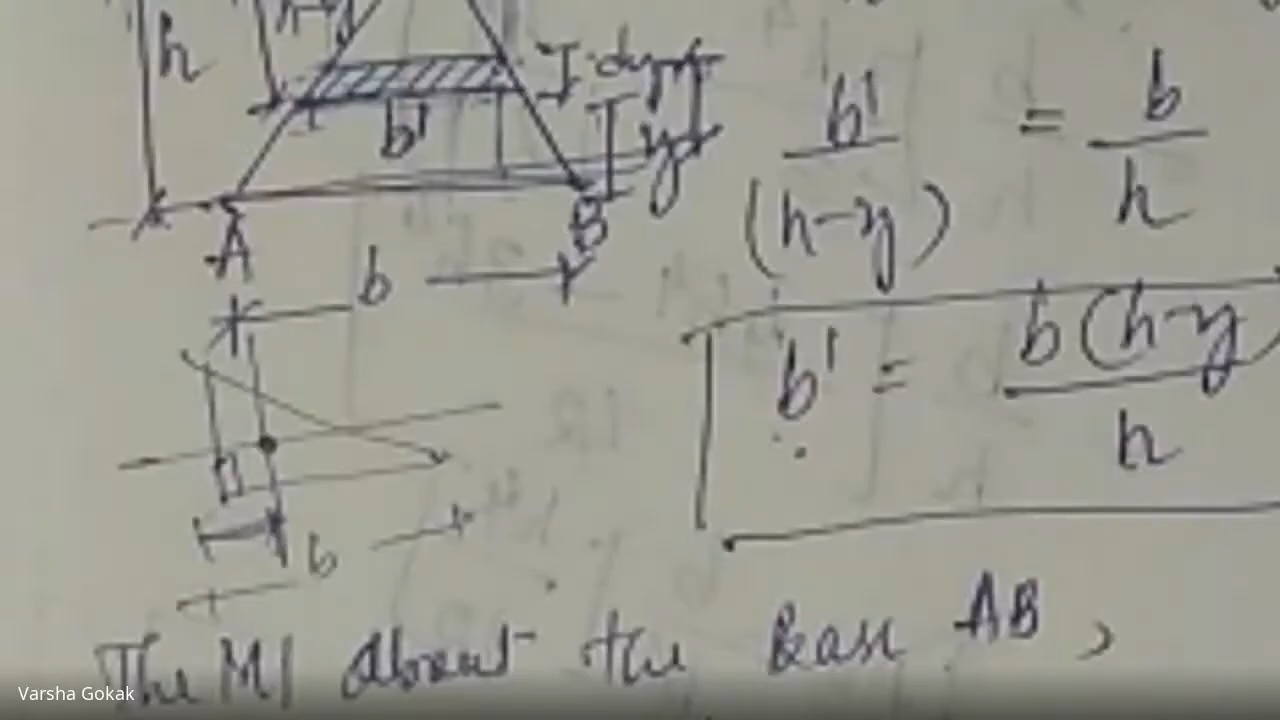 h
h-y
dy
b'
y
A
B
b
b'/(h-y) = b/h
b' = b(h-y)/h
b
The MI about the Base AB,
Varsha Gokak